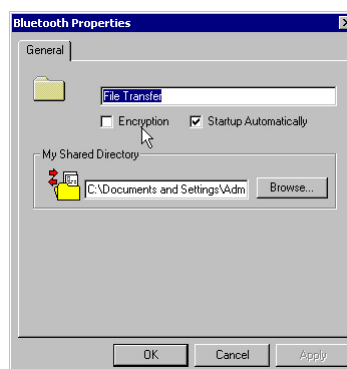 Bluetooth Properties
General
File Transfer
Encryption Startup Automatically
My Shared Directory
C:\Documents and Settings\Adm Browse...
OK Cancel Apply